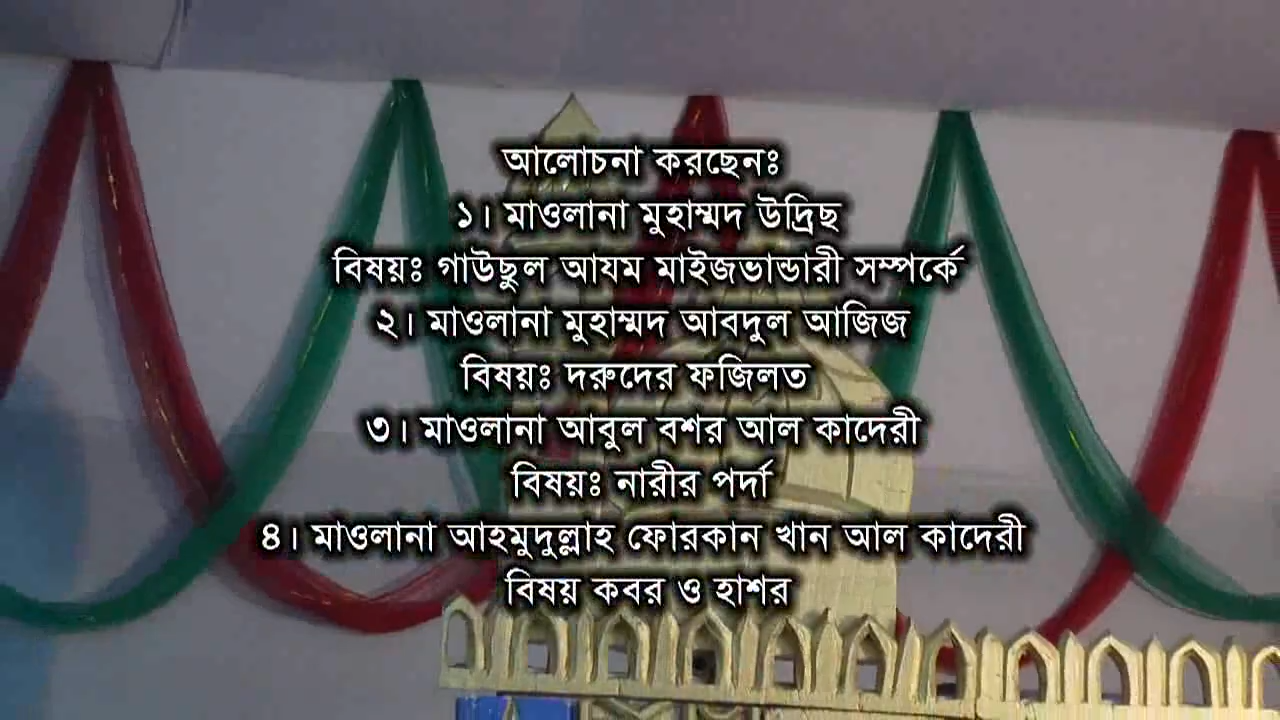 আলোচনা করছেনঃ
১। মাওলানা মুহাম্মদ উদ্রিছ
বিষয়ঃ গাউছুল আযম মাইজভান্ডারী সম্পর্কে
২। মাওলানা মুহাম্মদ আবদুল আজিজ
বিষয়ঃ দরুদের ফজিলত
৩। মাওলানা আবুল বশর আল কাদেরী
বিষয়ঃ নারীর পর্দা
৪। মাওলানা আহমুদুল্লাহ ফোরকান খান আল কাদেরী
বিষয় কবর ও হাশর